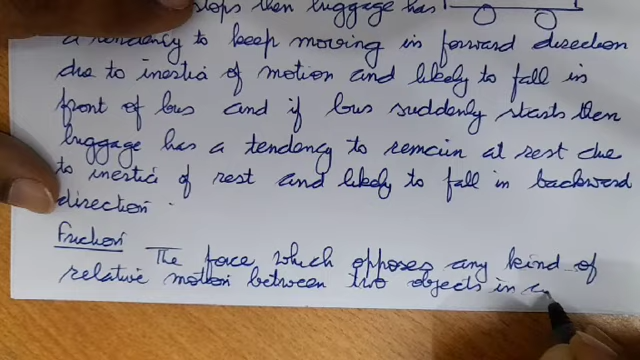 stops then luggage has
a tendency to keep moving in forward direction
due to inertia of motion and likely to fall in
front of bus and if bus suddenly starts then
luggage has a tendency to remain at rest due
to inertia of rest and likely to fall in backward
direction.
Friction The force which opposes any kind of
relative motion between two objects in